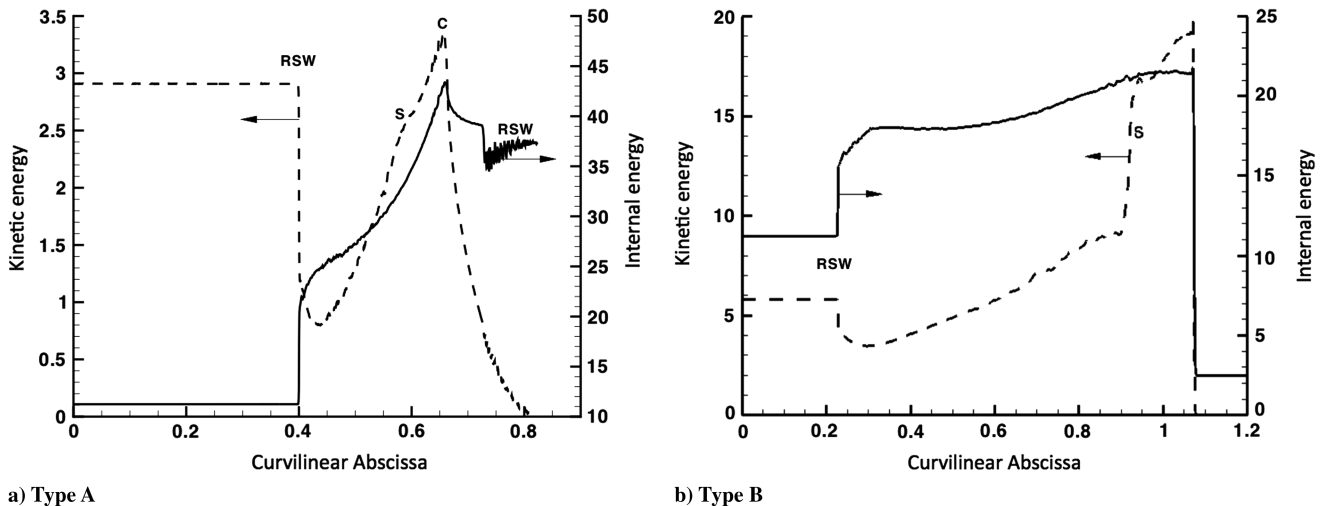 3.5
3
2.5
2
1.5
1
0.5
0
Kinetic energy
0
0.2
0.4
0.6
0.8
Curvilinear Abscissa
50
45
40
35
30
25
20
15
10
Internal energy
RSW
S
C
RSW
a) Type A
20
15
10
5
0
Kinetic energy
0
0.2
0.4
0.6
0.8
1
1.2
Curvilinear Abscissa
25
20
15
10
5
0
Internal energy
RSW
S
b) Type B